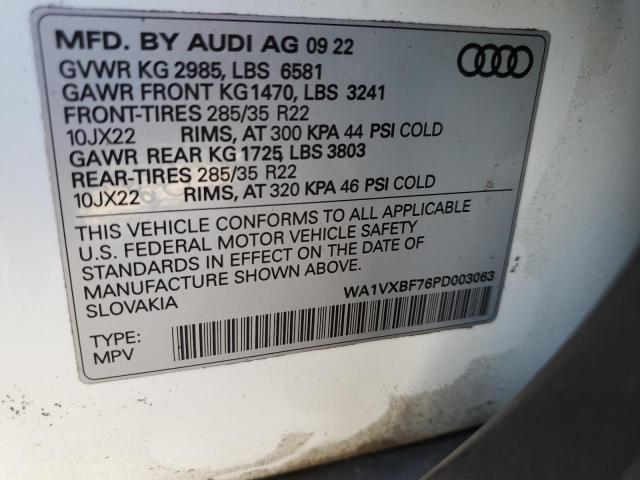 MFD. BY AUDI AG 09 22
GVWR KG 2985, LBS 6581
GAWR FRONT KG1470, LBS 3241
FRONT-TIRES 285/35 R22
10JX22 RIMS, AT 300 KPA 44 PSI COLD
GAWR REAR KG 1725, LBS 3803
REAR-TIRES 285/35 R22
10JX22 RIMS, AT 320 KPA 46 PSI COLD
THIS VEHICLE CONFORMS TO ALL APPLICABLE
U.S. FEDERAL MOTOR VEHICLE SAFETY
STANDARDS IN EFFECT ON THE DATE OF
MANUFACTURE SHOWN ABOVE.
SLOVAKIA
WA1VXBF76PD003063
TYPE:
MPV